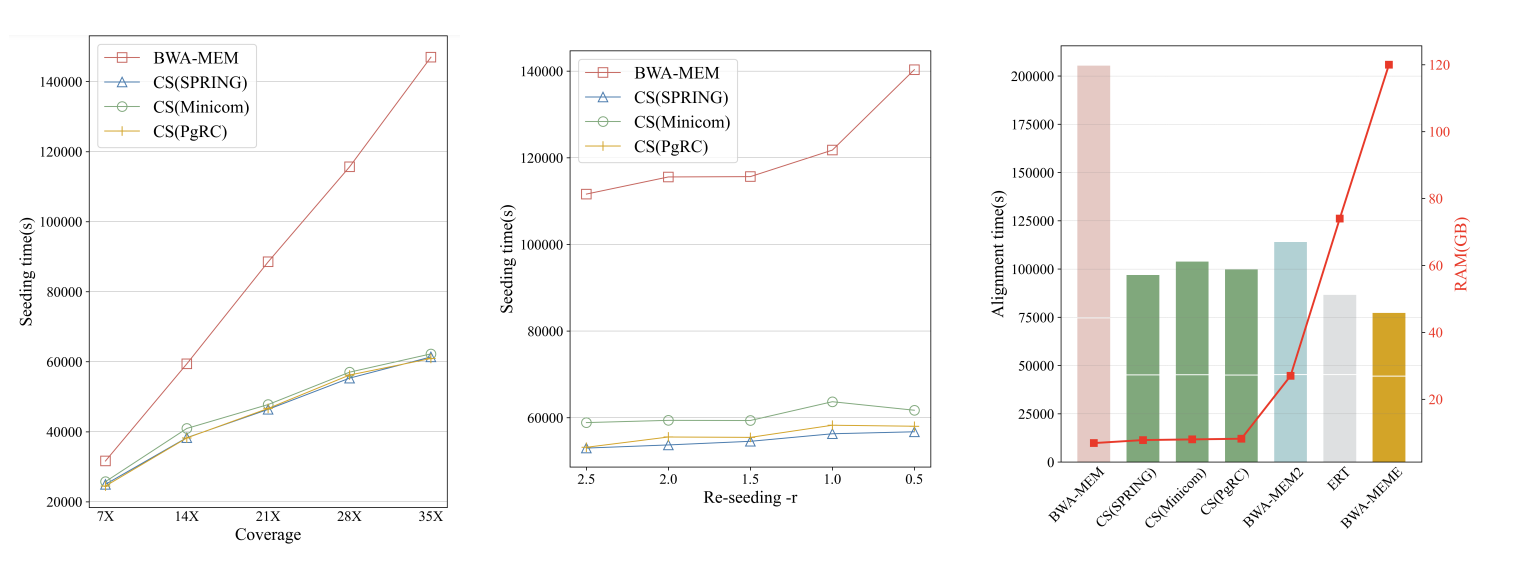 BWA-MEM
CS(SPRING)
CS(Minicom)
CS(PgRC)
140000
120000
100000
80000
60000
40000
20000
Seeding time(s)
7X 14X 21X 28X 35X
Coverage
BWA-MEM
CS(SPRING)
CS(Minicom)
CS(PgRC)
140000
120000
100000
80000
60000
Seeding time(s)
2.5 2.0 1.5 1.0 0.5
Re-seeding -r
200000
175000
150000
125000
100000
75000
50000
25000
0
Alignment time(s)
120
100
80
60
40
20
RAM(GB)
BWA-MEM
CS(SPRING)
CS(Minicom)
CS(PgRC)
BWA-MEM2
ERT
BWA-MEME